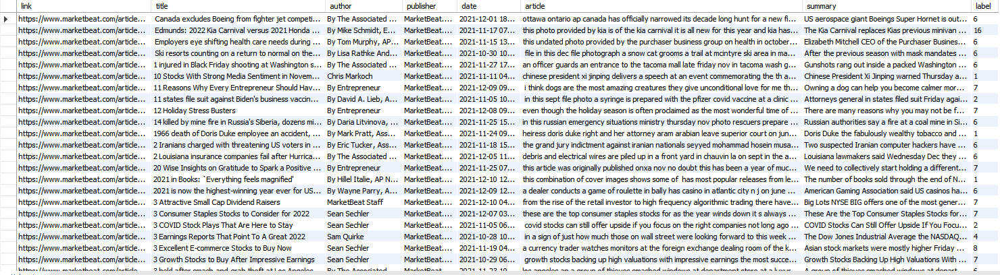 link title author publisher date article summary label
https://www.marketbeat.com/article... Canada excludes Boeing from fighter jet competi... By The Associated ... MarketBeat.... 2021-12-01 18... ottawa ontario ap canada has officially narrowed its decade long hunt for a new fi... US aerospace giant Boeings Super Hornet is out... 6
https://www.marketbeat.com/article... Edmunds: 2022 Kia Carnival versus 2021 Honda ... By Mike Schmidt, E... MarketBeat.... 2021-11-17 07:... this photo provided by kia is of the kia carnival it is all new for this year and kia has... The Kia Carnival replaces Kias previous minivan ... 16
https://www.marketbeat.com/article... Employers eye shifting health care needs during ... By Tom Murphy, AP... MarketBeat.... 2021-11-15 13... this undated photo provided by the purchaser business group on health in october... Elizabeth Mitchell CEO of the Purchaser Busines... 6
https://www.marketbeat.com/article... Ski resorts counting on a return to normal on the... By Lisa Rathke And... MarketBeat.... 2021-10-30 10... file in this dec file photograph a snow cat grooms a trail at mcintyre ski area in ma... After the previous season with mask mandates ... 6
https://www.marketbeat.com/article... 1 injured in Black Friday shooting at Washington s... By The Associated ... MarketBeat.... 2021-11-27 17... an officer guards an entrance to the tacoma mall late friday nov in tacoma wash g... Gunshots rang out inside a packed Washington ... 6
https://www.marketbeat.com/article... 10 Stocks With Strong Media Sentiment in Novem... Chris Markoch MarketBeat.... 2021-11-11 04... chinese president xi jinping delivers a speech at an event commemorating the th a... Chinese President Xi Jinping warned Thursday a... 1
https://www.marketbeat.com/article... 11 Reasons Why Every Entrepreneur Should Hav... By Entrepreneur MarketBeat.... 2021-12-09 09... i think dogs are the most amazing creatures they give unconditional love for me th... Owning a dog can help you become calmer mor... 7
https://www.marketbeat.com/article... 11 states file suit against Biden's business vaccin... By David A. Lieb, A... MarketBeat.... 2021-11-05 10... in this sept file photo a syringe is prepared with the pfizer covid vaccine at a clinic ... Attorneys general in states filed suit Friday agai... 2
https://www.marketbeat.com/article... 12 Holiday Stress Busters By Entrepreneur MarketBeat.... 2021-12-08 09... even though the holiday season is often proclaimed as the most wonderful time of ... There are many reasons why you may not be f... 7
https://www.marketbeat.com/article... 14 killed by mine fire in Russia's Siberia, dozens mi... By Daria Litvinova, ... MarketBeat.... 2021-11-25 15... in this russian emergency situations ministry thursday nov photo rescuers prepare ... Russian authorities say a fire at a coal mine in Si... 6
https://www.marketbeat.com/article... 1966 death of Doris Duke employee an accident, ... By Mark Pratt, Ass... MarketBeat.... 2021-11-24 09... heiress doris duke right and her attorney aram arabian leave superior court on jun... Doris Duke the fabulously wealthy tobacco and ... 1
https://www.marketbeat.com/article... 2 Iranians charged with threatening US voters in ... By Eric Tucker, Ass... MarketBeat.... 2021-11-18 15... the grand jury indictment against iranian nationals seyyed mohammad hosein musa... Two suspected Iranian computer hackers have ... 6
https://www.marketbeat.com/article... 2 Louisiana insurance companies fail after Hurrica... By The Associated ... MarketBeat.... 2021-12-05 11... debris and electrical wires are piled up in a front yard in chauvin la on sept in the a... Louisiana lawmakers said Wednesday Dec they ... 6
https://www.marketbeat.com/article... 20 Wise Insights on Gratitude to Spark a Positive ... By Entrepreneur MarketBeat.... 2021-11-25 07... this article was originally published onxa nov no doubt this has been a year of muc... We need to collectively start holding a different... 7
https://www.marketbeat.com/article... 2021 in Books: `Everything feels magnified' By Hillel Italie, AP N... MarketBeat.... 2021-12-10 12... this combination of cover images shows some of has most popular releases from le... The number of books sold through the end of N... 1
https://www.marketbeat.com/article... 2021 is now the highest-winning year ever for US... By Wayne Parry, A... MarketBeat.... 2021-12-09 12... a dealer conducts a game of roulette in bally has casino in atlantic city n j on june ... American Gaming Association said US casinos ha... 6
https://www.marketbeat.com/article... 3 Attractive Small Cap Dividend Raisers MarketBeat Staff MarketBeat.... 2021-12-10 04... from the rise of the retail investor to high frequency algorithmic trading there have... Big Lots NYSE BIG offers one of the most gener... 7
https://www.marketbeat.com/article... 3 Consumer Staples Stocks to Consider for 2022 Sean Sechler MarketBeat.... 2021-12-07 03... these are the top consumer staples stocks for as the year winds down it s always ... These Are the Top Consumer Staples Stocks for ... 7
https://www.marketbeat.com/article... 3 COVID Stock Plays That Are Here to Stay Sean Sechler MarketBeat.... 2021-11-05 06... covid stocks can still offer upside if you focus on the right companies not long ago ... COVID Stocks Can Still Offer Upside If You Focu... 2
https://www.marketbeat.com/article... 3 Earnings Reports That Point To A Great 2022 Sam Quirke MarketBeat.... 2021-10-28 10... in a sign of just how much those on wall street were looking forward to this week ... The Dow Jones Industrial Average the NASDAQ... 4
https://www.marketbeat.com/article... 3 Excellent E-commerce Stocks to Buy Now Sean Sechler MarketBeat.... 2021-11-19 04... a currency trader watches monitors at the foreign exchange dealing room of the k... Asian stock markets were mostly higher Friday ... 8
https://www.marketbeat.com/article... 3 Growth Stocks to Buy After Impressive Earnings Sean Sechler MarketBeat.... 2021-10-29 06... growth stocks backing up high valuations with impressive earnings the most succe... Growth Stocks Backing Up High Valuations With ... 7